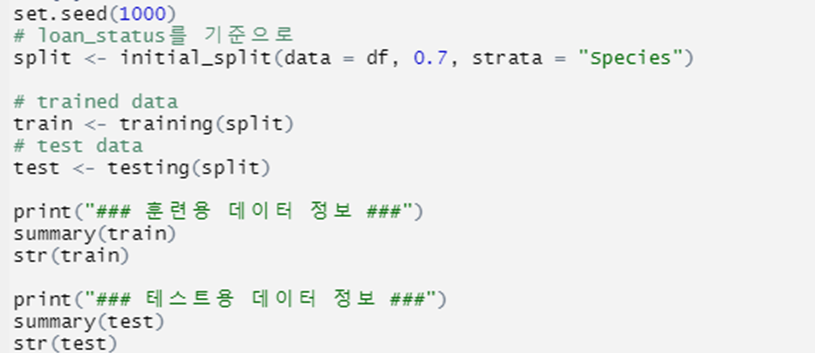 set.seed(1000)
# loan_status를 기준으로
split <- initial_split(data = df, 0.7, strata = "Species")
# trained data
train <- training(split)
# test data
test <- testing(split)
print("### 훈련용 데이터 정보 ###")
summary(train)
str(train)
print("### 테스트용 데이터 정보 ###")
summary(test)
str(test)